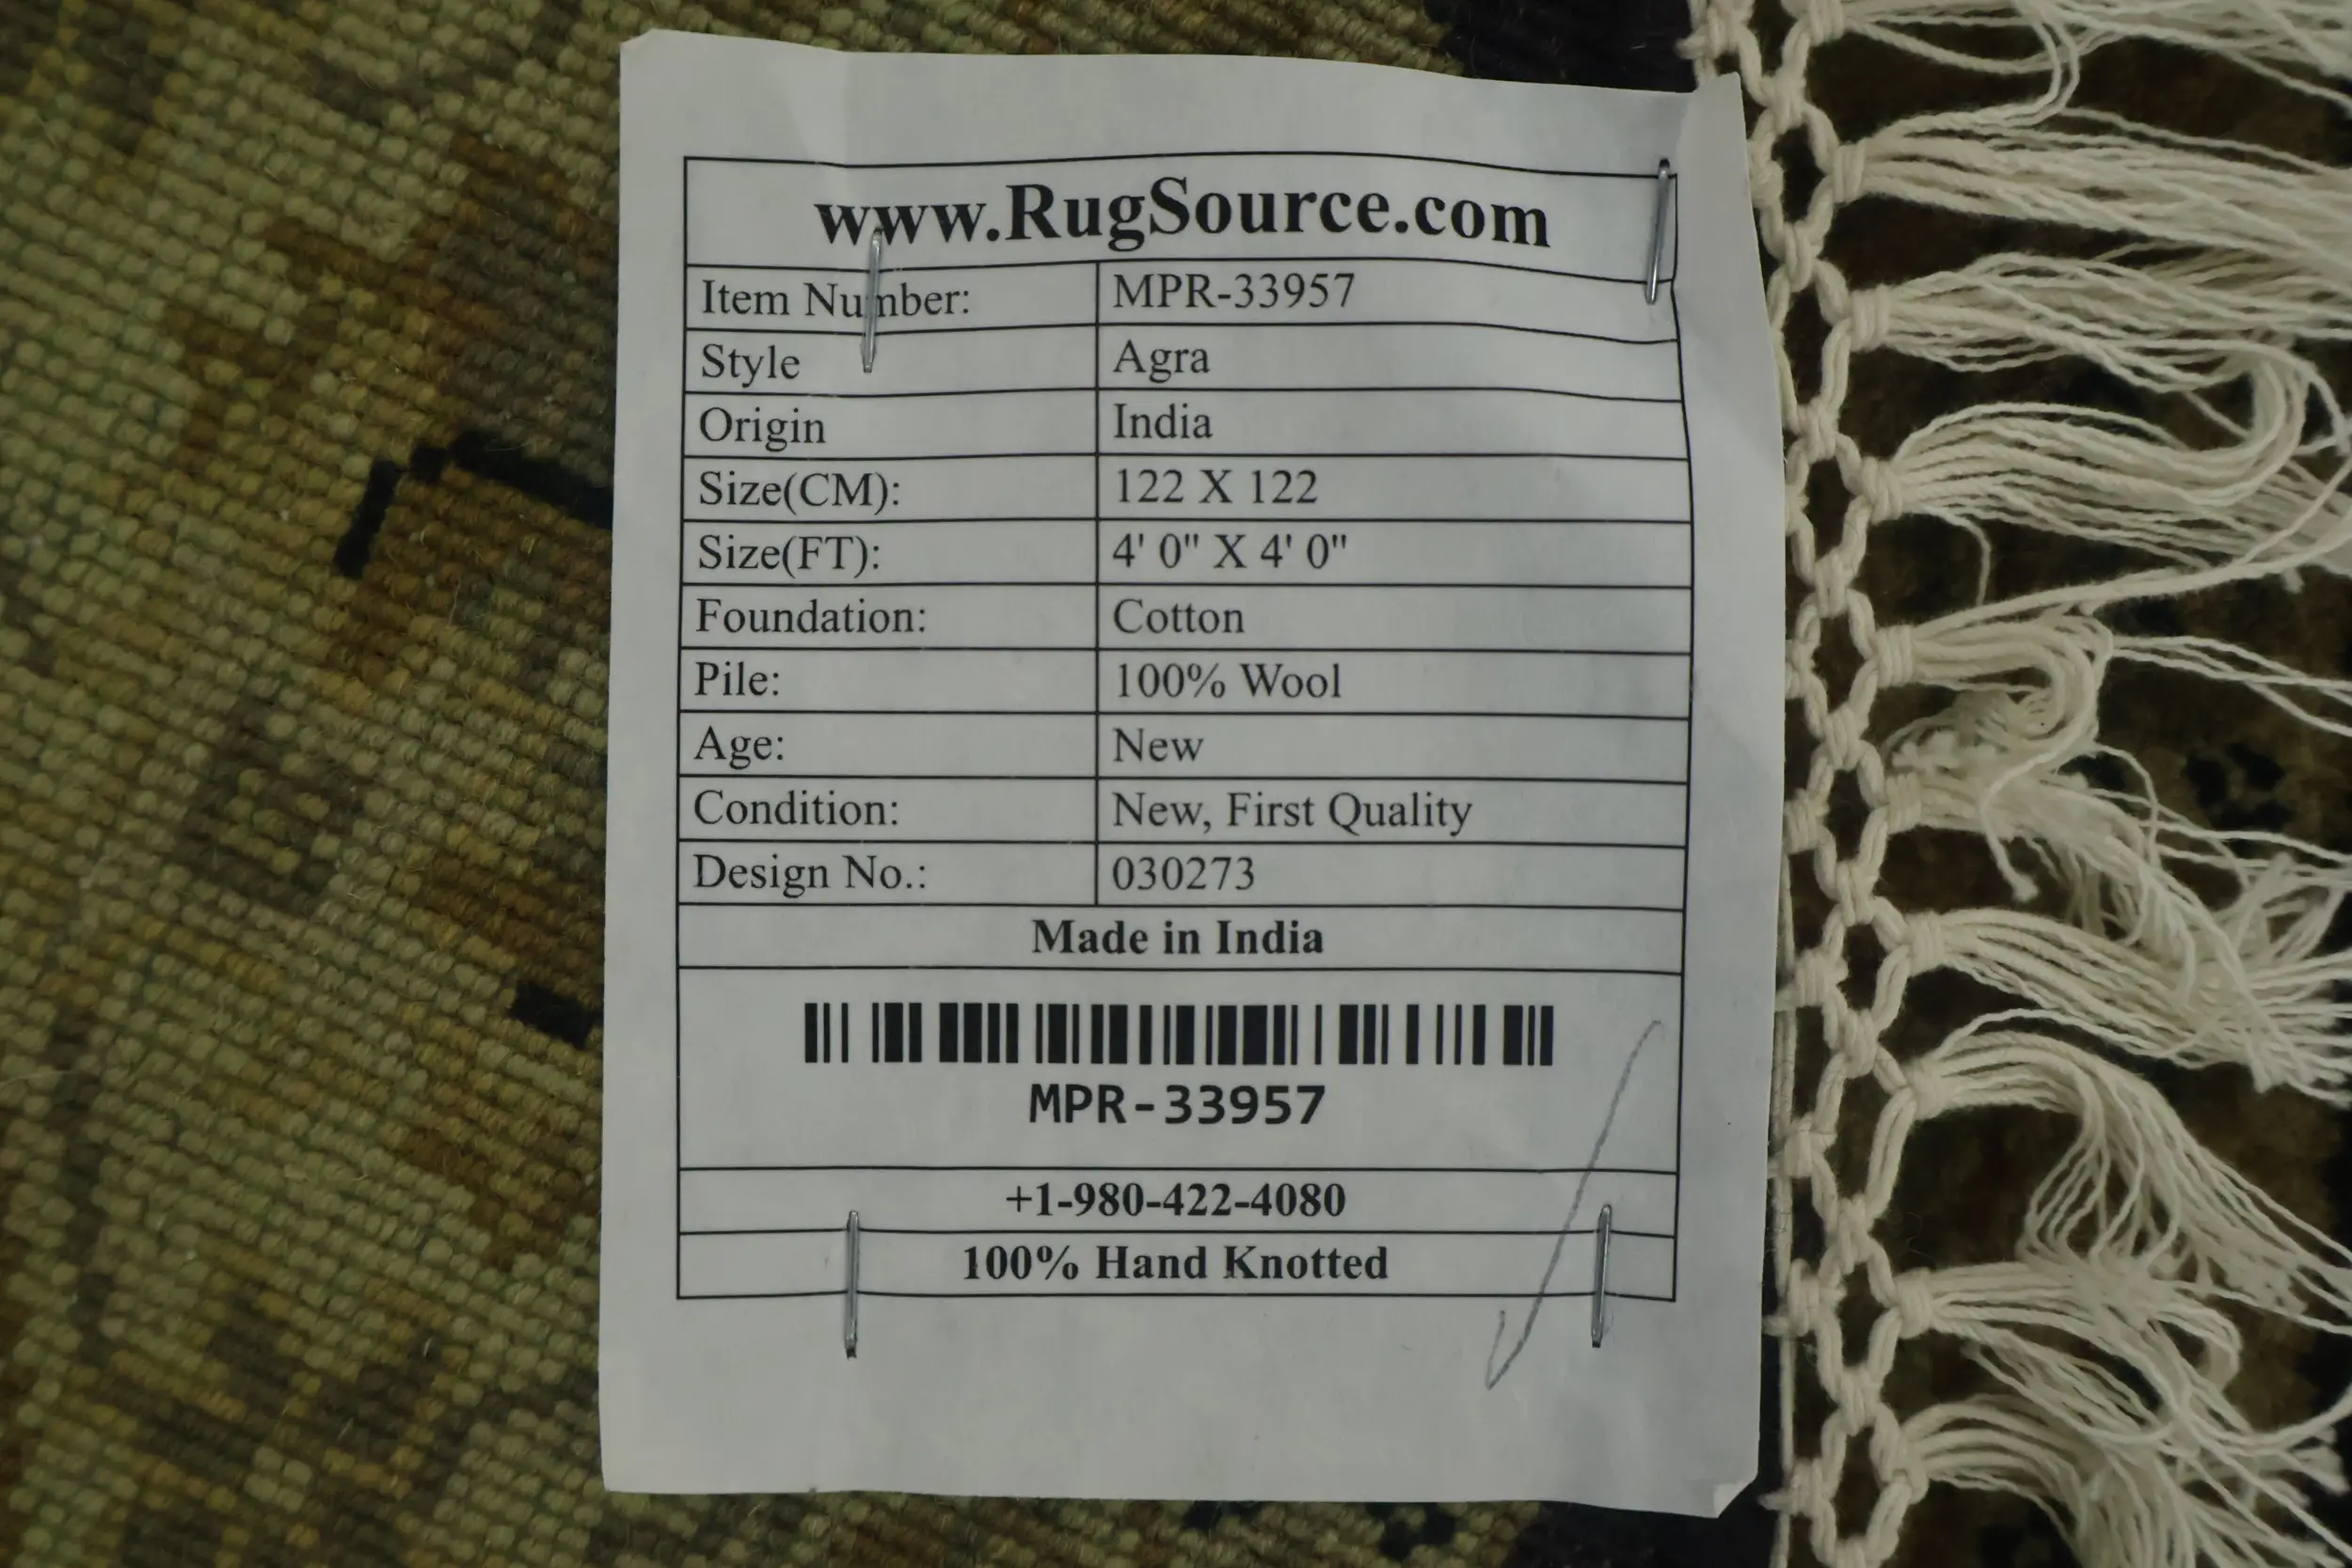 www.RugSource.com
Item Number: MPR-33957
Style Agra
Origin India
Size(CM): 122 X 122
Size(FT): 4' 0" X 4' 0"
Foundation: Cotton
Pile: 100% Wool
Age: New
Condition: New, First Quality
Design No.: 030273
Made in India
MPR-33957
+1-980-422-4080
100% Hand Knotted